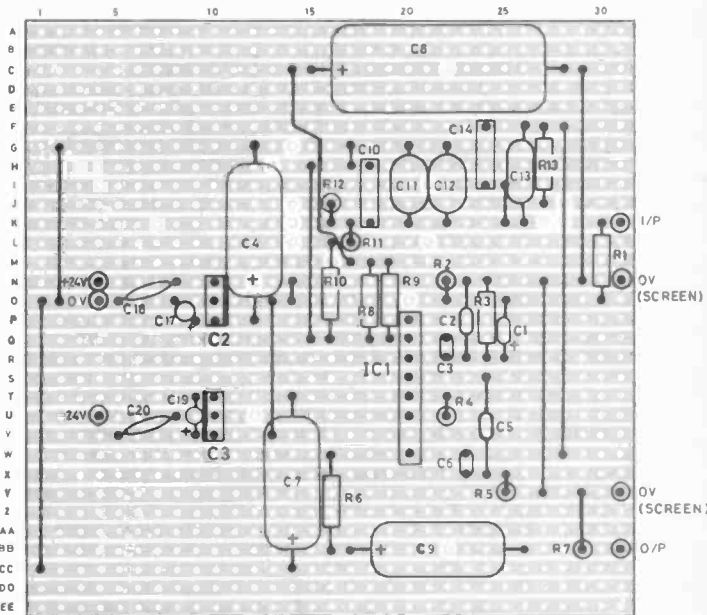 1 5 10 15 20 25 30
A
B
C8
C
+
D
E
F
C14
G
C10
H
R13
I
C11 C12 C13
R12
J
K
I/P
L
C4
R11
R1
M
R2
N
+24V
+
R10
R9
0V
O
0V
C18
R8
R3
(SCREEN)
P
C17
+
C2
C2
C1
Q
+
R
IC1
C3
S
T
C19
R4
U
-24V
C20
C5
V
+
C3
W
C6
X
C7
R6
Y
R5
0V
Z
(SCREEN)
AA
BB
+
+
C9
R7
O/P
CC
DD
EE